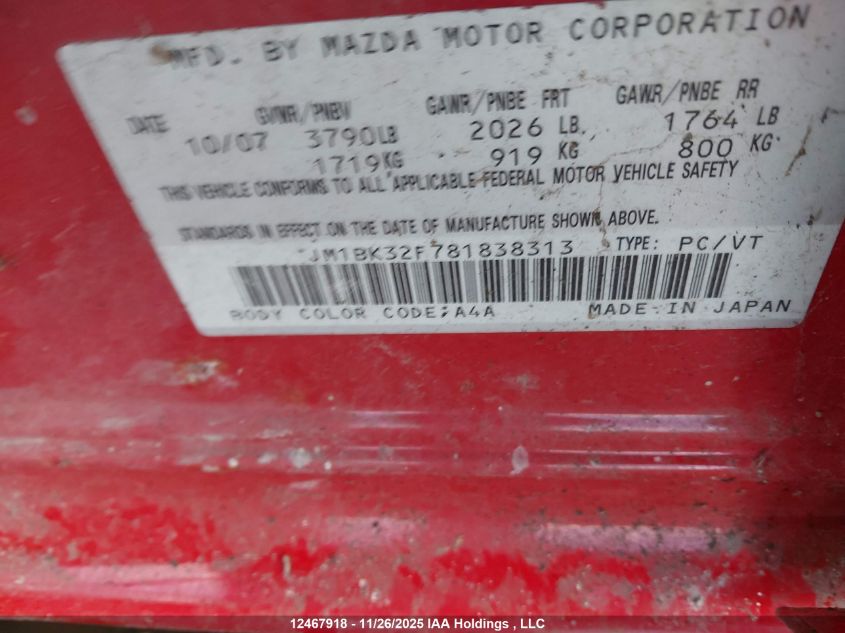 MFD. BY MAZDA MOTOR CORPORATION
DATE GVWR/PNBV GAWR/PNBE FRT GAWR/PNBE RR
10/07 3790LB 2026 LB. 1764 LB
1719KG 919 KG 800 KG
THIS VEHICLE CONFORMS TO ALL APPLICABLE FEDERAL MOTOR VEHICLE SAFETY
STANDARDS IN EFFECT ON THE DATE OF MANUFACTURE SHOWN ABOVE.
JM1BK32F781838313 TYPE: PC/VT
BODY COLOR CODE:A4A MADE IN JAPAN
12467918 - 11/26/2025 IAA Holdings , LLC